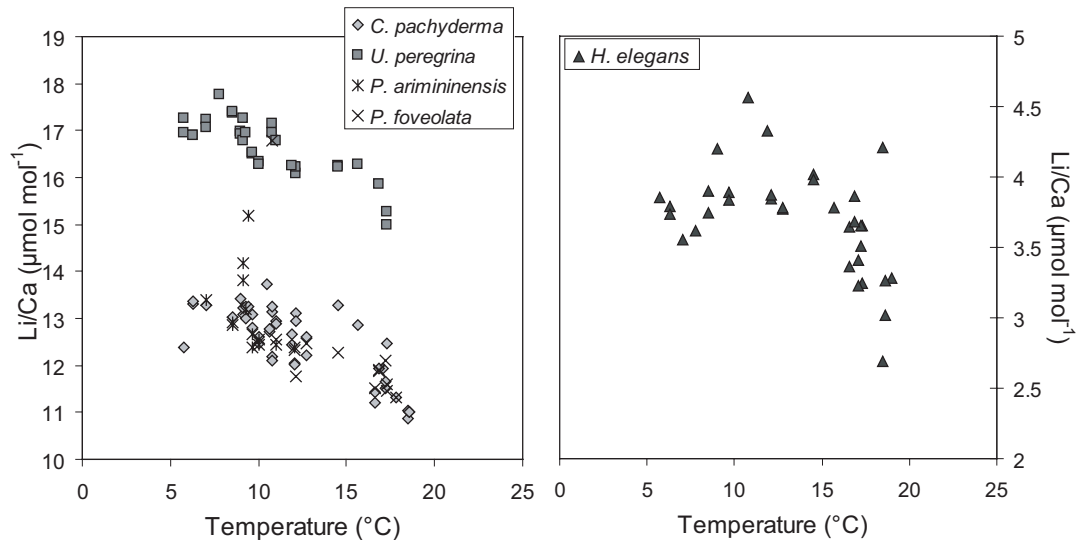 C. pachyderma
U. peregrina
P. arimininensis
P. foveolata
19
18
17
16
15
14
13
12
11
10
Li/Ca (µmol mol⁻¹)
0 5 10 15 20 25
Temperature (°C)
H. elegans
5
4.5
4
3.5
3
2.5
2
Li/Ca (µmol mol⁻¹)
0 5 10 15 20 25
Temperature (°C)